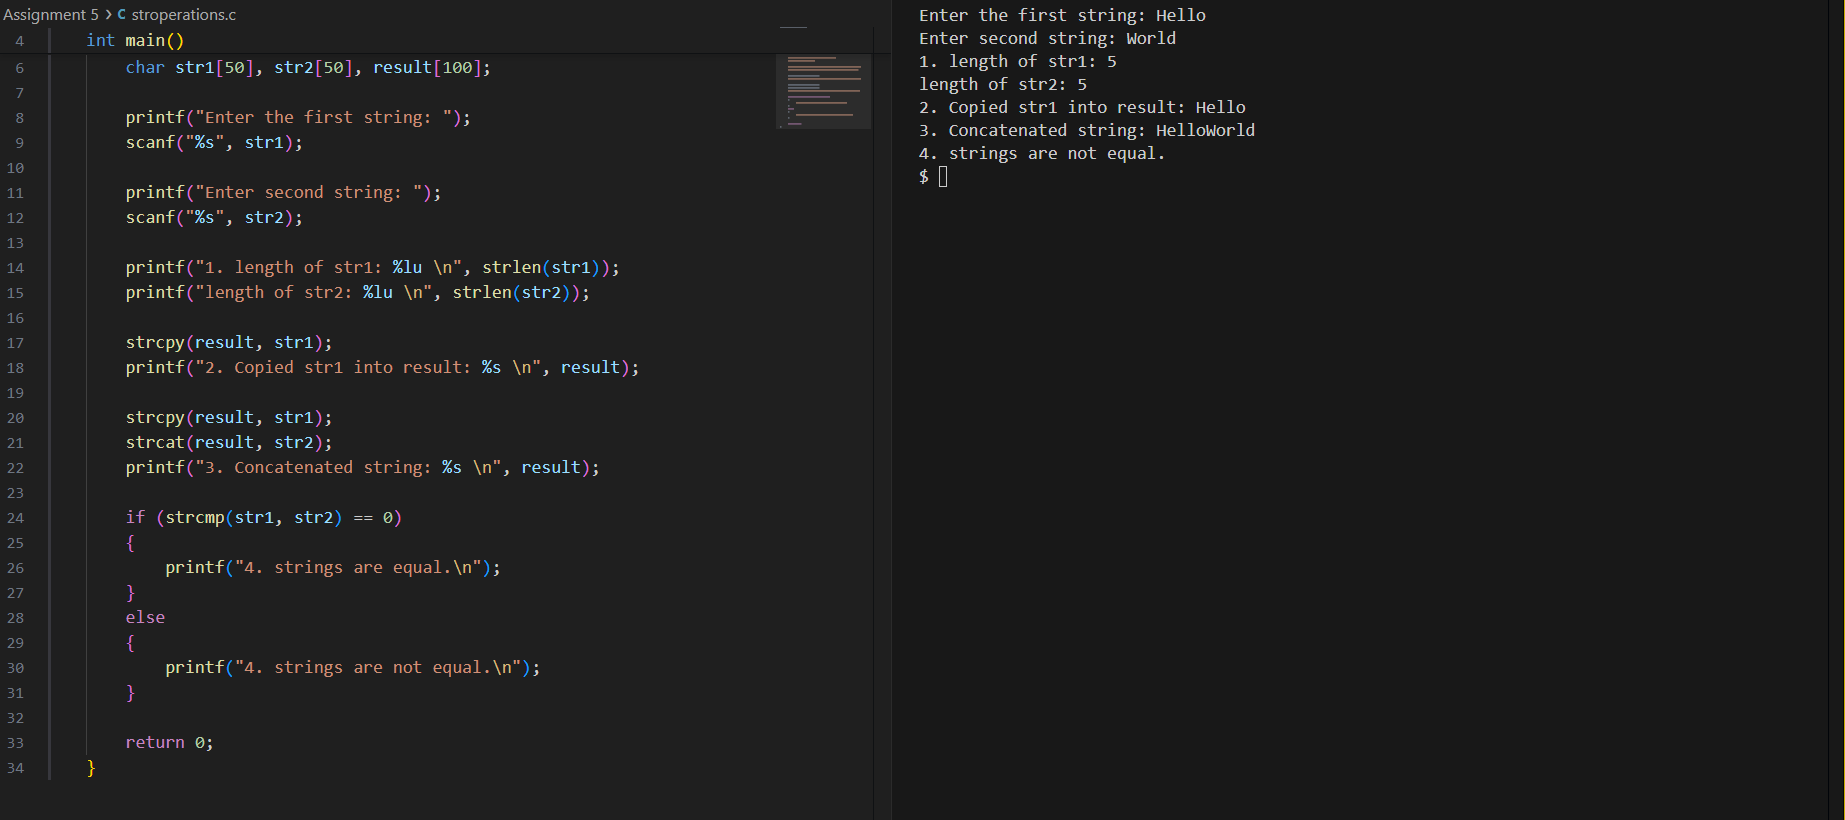 Assignment 5 > C stroperations.c
4 int main()
6 char str1[50], str2[50], result[100];
7
8 printf("Enter the first string: ");
9 scanf("%s", str1);
10
11 printf("Enter second string: ");
12 scanf("%s", str2);
13
14 printf("1. length of str1: %lu \n", strlen(str1));
15 printf("length of str2: %lu \n", strlen(str2));
16
17 strcpy(result, str1);
18 printf("2. Copied str1 into result: %s \n", result);
19
20 strcpy(result, str1);
21 strcat(result, str2);
22 printf("3. Concatenated string: %s \n", result);
23
24 if (strcmp(str1, str2) == 0)
25 {
26 printf("4. strings are equal.\n");
27 }
28 else
29 {
30 printf("4. strings are not equal.\n");
31 }
32
33 return 0;
34 }
Enter the first string: Hello
Enter second string: World
1. length of str1: 5
length of str2: 5
2. Copied str1 into result: Hello
3. Concatenated string: HelloWorld
4. strings are not equal.
$